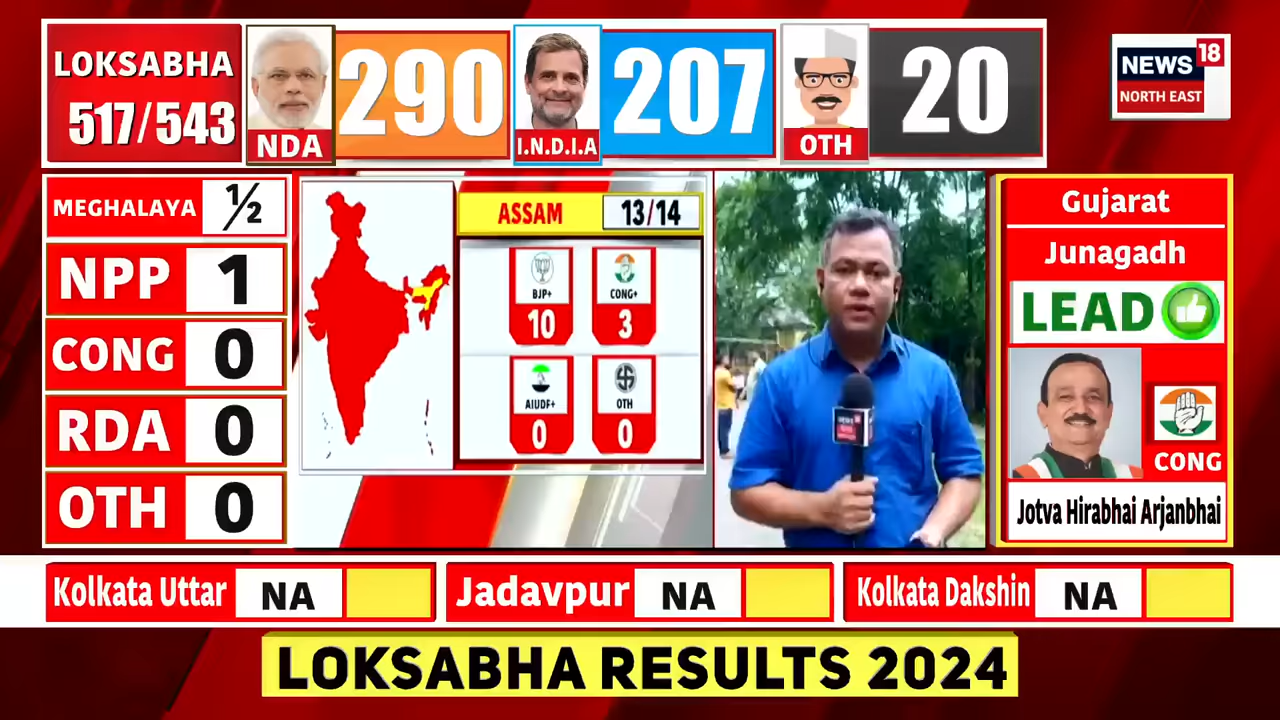 LOKSABHA
517/543
NDA
290
I.N.D.I.A
207
OTH
20
NEWS 18
NORTH EAST
MEGHALAYA 1/2
NPP 1
CONG 0
RDA 0
OTH 0
ASSAM 13/14
BJP+
10
CONG+
3
AIUDF+
0
OTH
0
NEWS 18
Gujarat
Junagadh
LEAD
CONG
Jotva Hirabhai Arjanbhai
Kolkata Uttar NA
Jadavpur NA
Kolkata Dakshin NA
LOKSABHA RESULTS 2024